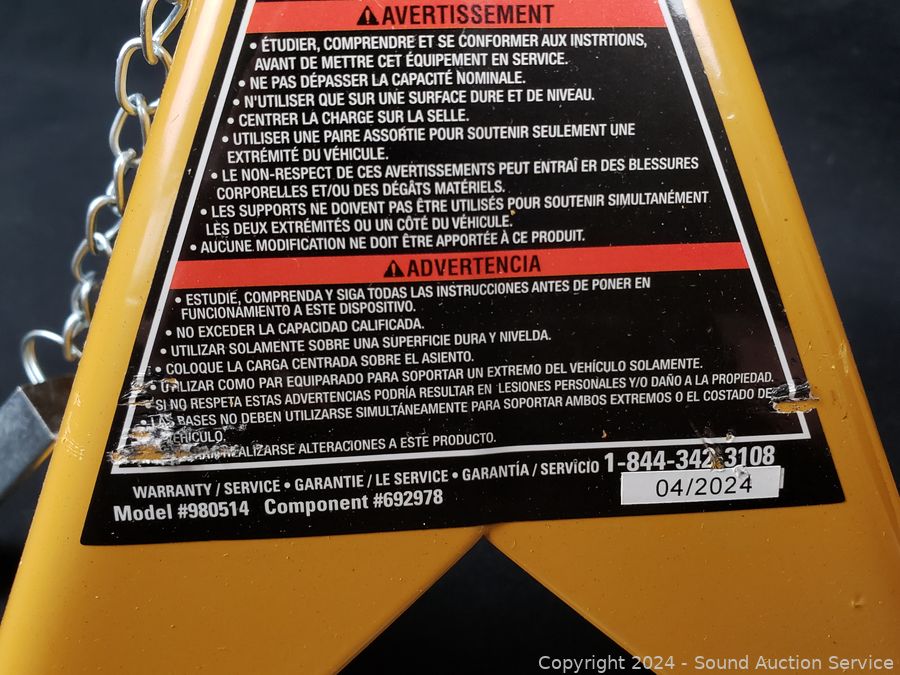 ⚠AVERTISSEMENT
• ÉTUDIER, COMPRENDRE ET SE CONFORMER AUX INSTRTIONS,
AVANT DE METTRE CET ÉQUIPEMENT EN SERVICE.
• NE PAS DÉPASSER LA CAPACITÉ NOMINALE.
• N'UTILISER QUE SUR UNE SURFACE DURE ET DE NIVEAU.
• CENTRER LA CHARGE SUR LA SELLE.
• UTILISER UNE PAIRE ASSORTIE POUR SOUTENIR SEULEMENT UNE
EXTRÉMITÉ DU VÉHICULE.
• LE NON-RESPECT DE CES AVERTISSEMENTS PEUT ENTRAÎ ER DES BLESSURES
CORPORELLES ET/OU DES DÉGÂTS MATÉRIELS.
• LES SUPPORTS NE DOIVENT PAS ÊTRE UTILISÉS POUR SOUTENIR SIMULTANÉMENT
LES DEUX EXTRÉMITÉS OU UN CÔTÉ DU VÉHICULE.
• AUCUNE MODIFICATION NE DOIT ÊTRE APPORTÉE À CE PRODUIT.
⚠ADVERTENCIA
• ESTUDIE, COMPRENDA Y SIGA TODAS LAS INSTRUCCIONES ANTES DE PONER EN
FUNCIONAMIENTO A ESTE DISPOSITIVO.
• NO EXCEDER LA CAPACIDAD CALIFICADA.
• UTILIZAR SOLAMENTE SOBRE UNA SUPERFICIE DURA Y NIVELDA.
• COLOQUE LA CARGA CENTRADA SOBRE EL ASIENTO.
• UTILIZAR COMO PAR EQUIPARADO PARA SOPORTAR UN EXTREMO DEL VEHÍCULO SOLAMENTE.
SI NO RESPETA ESTAS ADVERTENCIAS PODRÍA RESULTAR EN LESIONES PERSONALES Y/O DAÑO A LA PROPIEDAD.
• LAS BASES NO DEBEN UTILIZARSE SIMULTÁNEAMENTE PARA SOPORTAR AMBOS EXTREMOS O EL COSTADO DE
REALIZARSE ALTERACIONES A ESTE PRODUCTO.
WARRANTY / SERVICE • GARANTIE / LE SERVICE • GARANTÍA / SERVICIO 1-844-342-3108
Model #980514 Component #692978
04/2024
Copyright © 2024 - Sound Auction Service